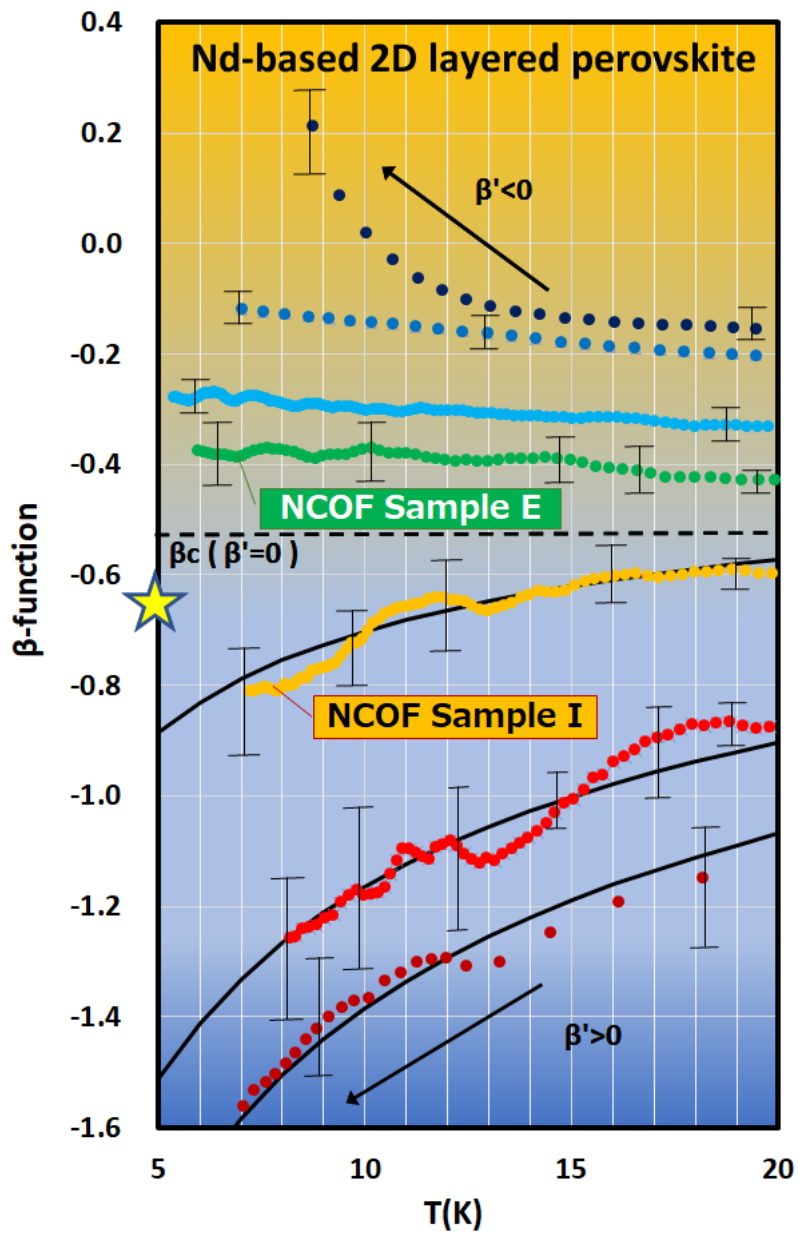 Nd-based 2D layered perovskite
0.4
0.2
0.0
-0.2
-0.4
-0.6
-0.8
-1.0
-1.2
-1.4
-1.6
β-function
β'<0
NCOF Sample E
βc ( β'=0 )
NCOF Sample I
β'>0
5 10 15 20
T(K)